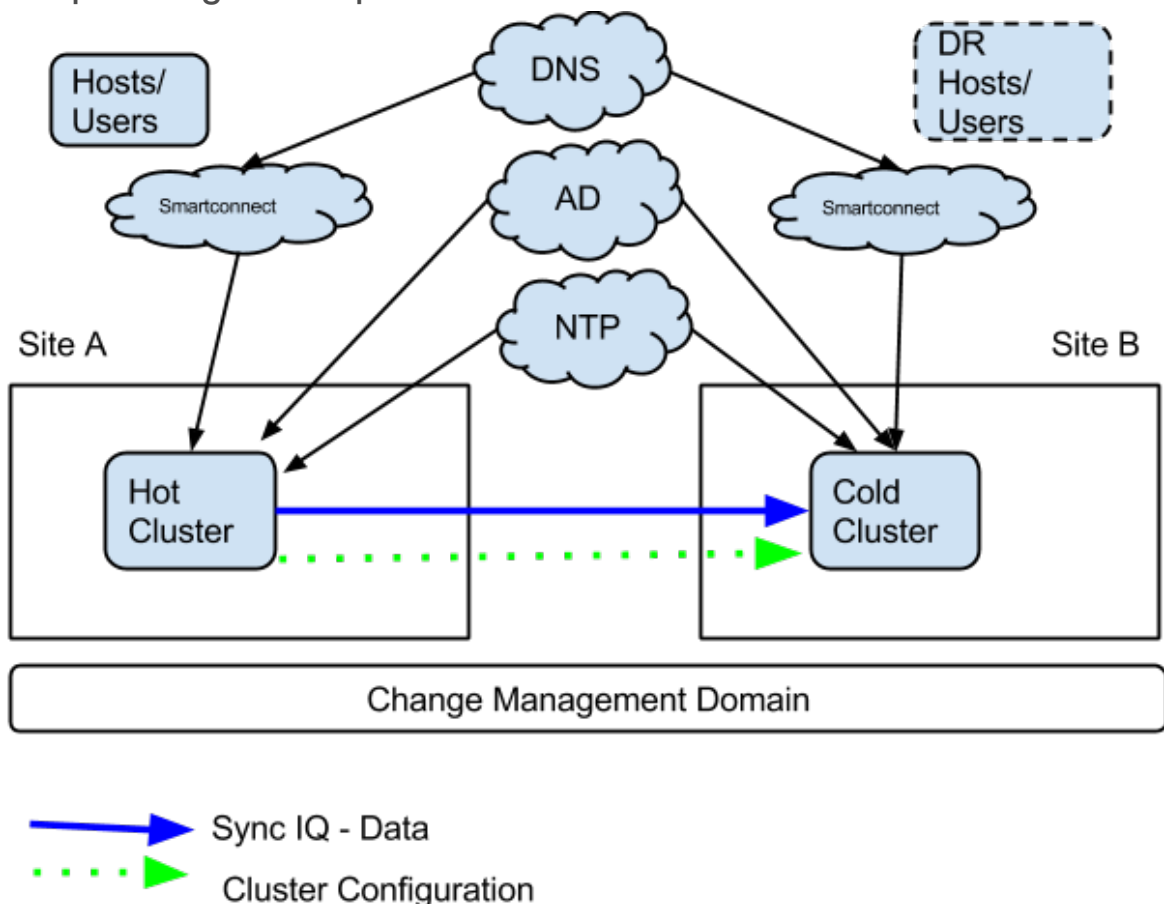 DNS
Hosts/
Users
DR
Hosts/
Users
Smartconnect
AD
Smartconnect
NTP
Site A
Site B
Hot
Cluster
Cold
Cluster
Change Management Domain
Sync IQ - Data
Cluster Configuration